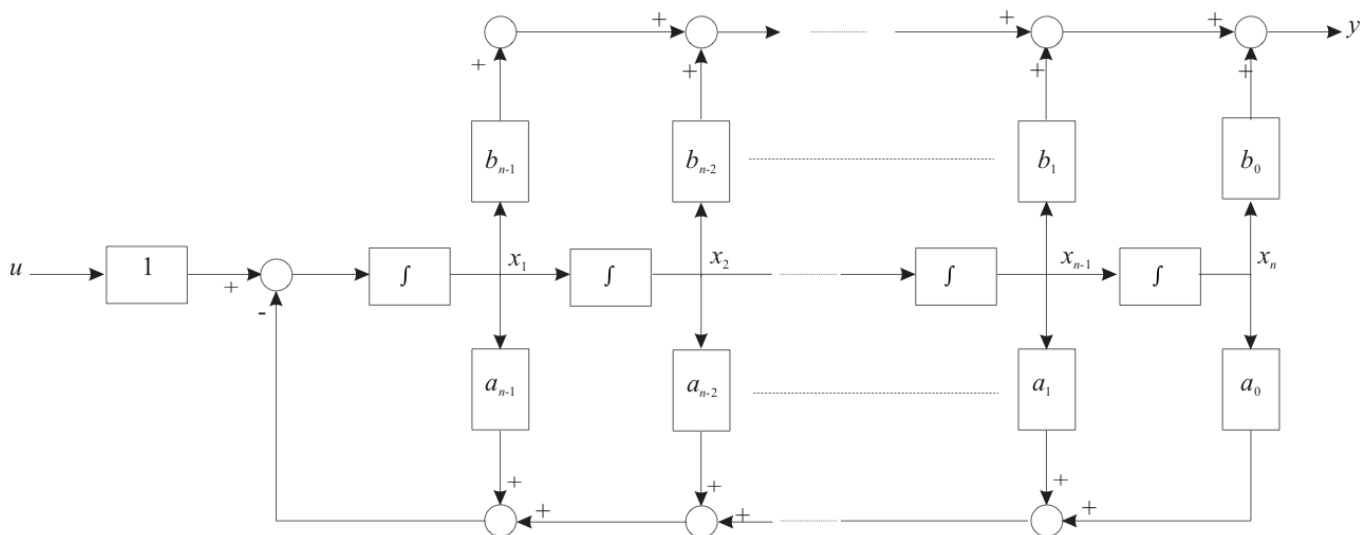 + + + + y
+ + + +
b_{n-1} b_{n-2} b_1 b_0
u 1 + ∫ x_1 ∫ x_2 ∫ x_{n-1} ∫ x_n
-
a_{n-1} a_{n-2} a_1 a_0
+ + +
+ + +